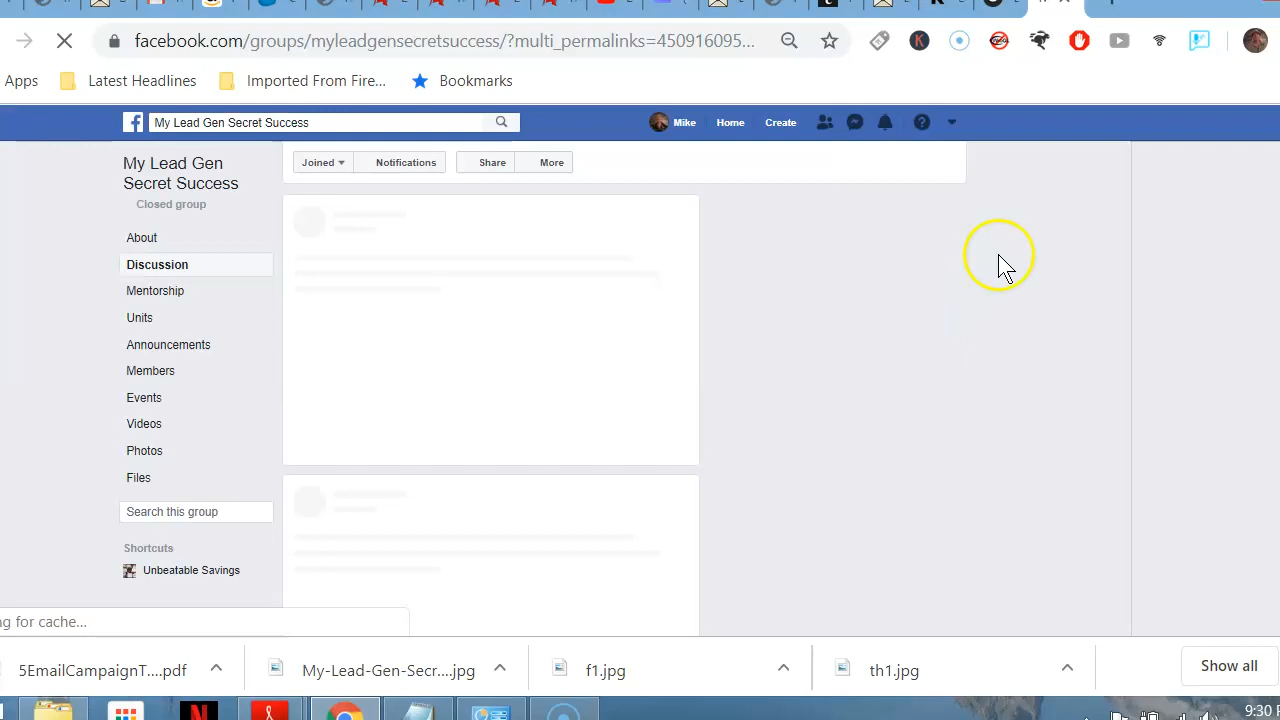 facebook.com/groups/myleadgensecretsuccess/?multi_permalinks=450916095...
Apps
Latest Headlines
Imported From Fire...
Bookmarks
My Lead Gen Secret Success
Mike
Home
Create
My Lead Gen
Secret Success
Closed group
Joined
Notifications
Share
More
About
Discussion
Mentorship
Units
Announcements
Members
Events
Videos
Photos
Files
Search this group
Shortcuts
Unbeatable Savings
ng for cache...
5EmailCampaignT....pdf
My-Lead-Gen-Secr....jpg
f1.jpg
th1.jpg
Show all
9:30